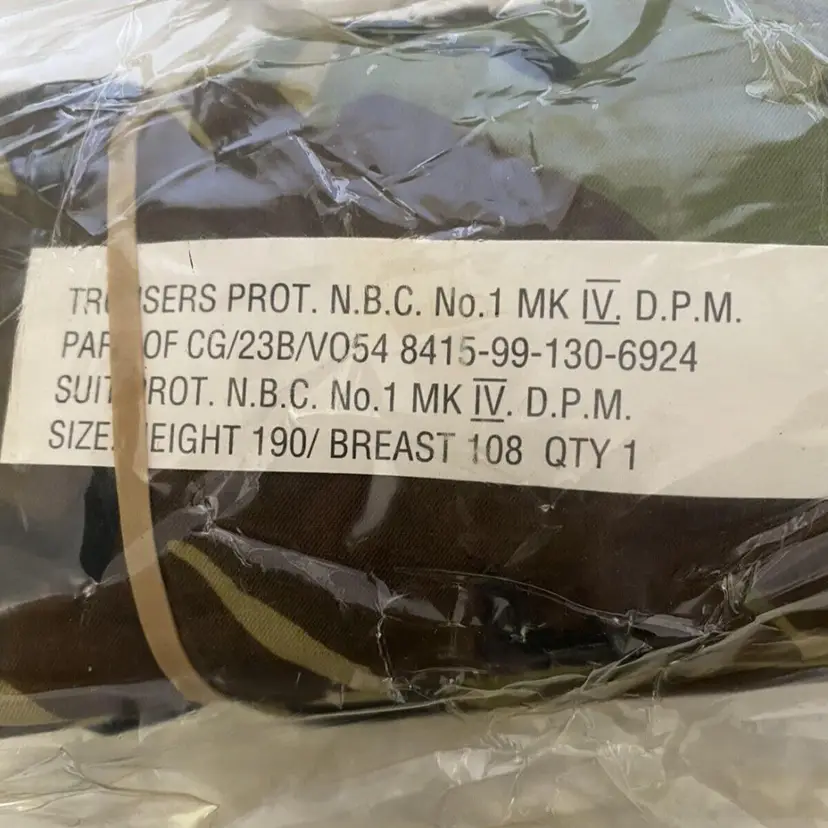 TROUSERS PROT. N.B.C. No.1 MK IV. D.P.M.
PART OF CG/23B/VO54 8415-99-130-6924
SUIT PROT. N.B.C. No.1 MK IV. D.P.M.
SIZE. HEIGHT 190/ BREAST 108 QTY 1